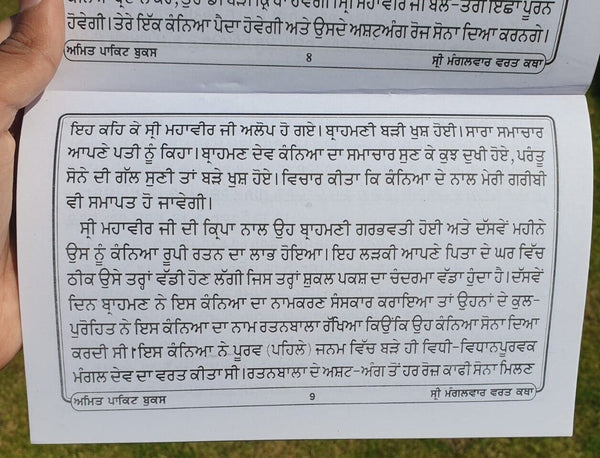 ਹੋਵੇਗੀ। ਤੇਰੇ ਇੱਕ ਕੰਨਿਆ ਪੈਦਾ ਹੋਵੇਗੀ ਅਤੇ ਉਸਦੇ ਅਸ਼ਟਅੰਗ ਰੋਜ਼ ਸੋਨਾ ਦਿਆ ਕਰਨਗੇ।
ਅਮਿਤ ਪਾਕਿਟ ਬੁਕਸ 8 ਸ੍ਰੀ ਮੰਗਲਵਾਰ ਵਰਤ ਕਥਾ
ਇਹ ਕਹਿ ਕੇ ਸ੍ਰੀ ਮਹਾਵੀਰ ਜੀ ਅਲੋਪ ਹੋ ਗਏ। ਬ੍ਰਾਹਮਣੀ ਬੜੀ ਖੁਸ਼ ਹੋਈ। ਸਾਰਾ ਸਮਾਚਾਰ
ਆਪਣੇ ਪਤੀ ਨੂੰ ਕਿਹਾ। ਬ੍ਰਾਹਮਣ ਦੇਵ ਕੰਨਿਆ ਦਾ ਸਮਾਚਾਰ ਸੁਣ ਕੇ ਕੁਝ ਦੁਖੀ ਹੋਏ, ਪਰੰਤੂ
ਸੋਨੇ ਦੀ ਗੱਲ ਸੁਣੀ ਤਾਂ ਬੜੇ ਖੁਸ਼ ਹੋਏ। ਵਿਚਾਰ ਕੀਤਾ ਕਿ ਕੰਨਿਆ ਦੇ ਨਾਲ ਮੇਰੀ ਗਰੀਬੀ
ਵੀ ਸਮਾਪਤ ਹੋ ਜਾਵੇਗੀ।
ਸ੍ਰੀ ਮਹਾਵੀਰ ਜੀ ਦੀ ਕ੍ਰਿਪਾ ਨਾਲ ਉਹ ਬ੍ਰਾਹਮਣੀ ਗਰਭਵਤੀ ਹੋਈ ਅਤੇ ਦੱਸਵੇਂ ਮਹੀਨੇ
ਉਸ ਨੂੰ ਕੰਨਿਆ ਰੂਪੀ ਰਤਨ ਦਾ ਲਾਭ ਹੋਇਆ। ਇਹ ਲੜਕੀ ਆਪਣੇ ਪਿਤਾ ਦੇ ਘਰ ਵਿੱਚ
ਠੀਕ ਉਸੇ ਤਰ੍ਹਾਂ ਵੱਡੀ ਹੋਣ ਲੱਗੀ ਜਿਸ ਤਰ੍ਹਾਂ ਸ਼ੁਕਲ ਪਕਸ਼ ਦਾ ਚੰਦਰਮਾ ਵੱਡਾ ਹੁੰਦਾ ਹੈ। ਦੱਸਵੇਂ
ਦਿਨ ਬ੍ਰਾਹਮਣ ਨੇ ਇਸ ਕੰਨਿਆ ਦਾ ਨਾਮਕਰਣ ਸੰਸਕਾਰ ਕਰਾਇਆ ਤਾਂ ਉਹਨਾਂ ਦੇ ਕੁਲ-
ਪੁਰੋਹਿਤ ਨੇ ਇਸ ਕੰਨਿਆ ਦਾ ਨਾਮ ਰਤਨਬਾਲਾ ਰੱਖਿਆ ਕਿਉਂਕਿ ਉਹ ਕੰਨਿਆ ਸੋਨਾ ਦਿਆ
ਕਰਦੀ ਸੀ। ਇਸ ਕੰਨਿਆ ਨੇ ਪੂਰਵ (ਪਹਿਲੇ) ਜਨਮ ਵਿੱਚ ਬੜੇ ਹੀ ਵਿਧੀ-ਵਿਧਾਨਪੂਰਵਕ
ਮੰਗਲ ਦੇਵ ਦਾ ਵਰਤ ਕੀਤਾ ਸੀ। ਰਤਨਬਾਲਾ ਦੇ ਅਸ਼ਟ-ਅੰਗ ਤੋਂ ਹਰ ਰੋਜ਼ ਕਾਫੀ ਸੋਨਾ ਮਿਲਣ
ਅਮਿਤ ਪਾਕਿਟ ਬੁਕਸ 9 ਸ੍ਰੀ ਮੰਗਲਵਾਰ ਵਰਤ ਕਥਾ